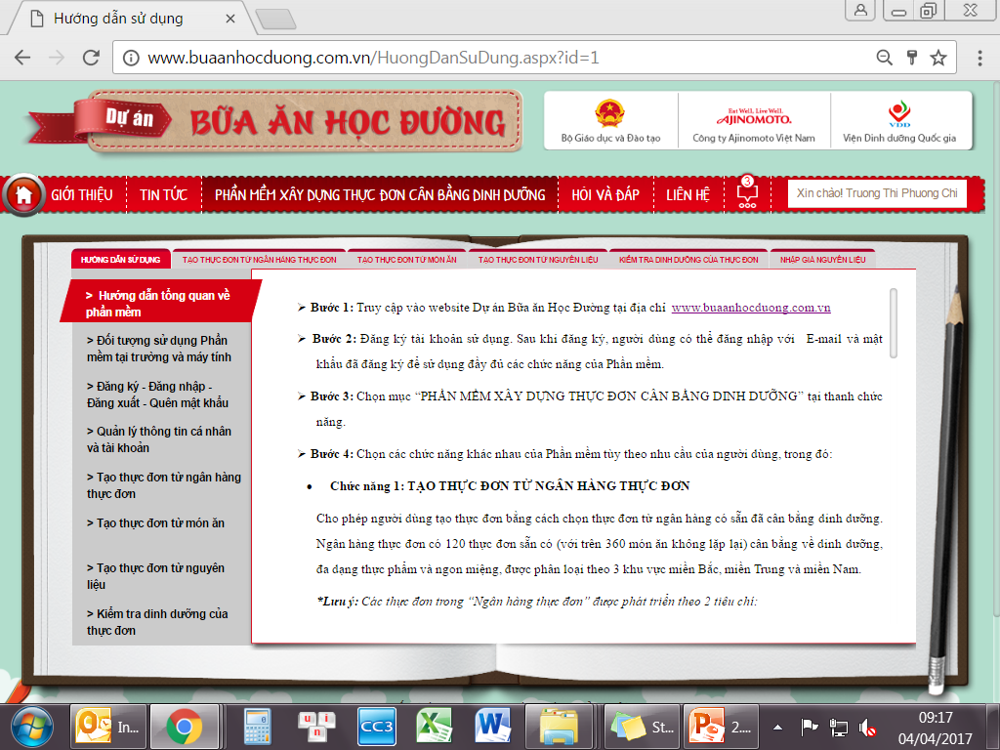 Hướng dẫn sử dụng
www.buaanhocduong.com.vn/HuongDanSuDung.aspx?id=1
Dự án
BỮA ĂN HỌC ĐƯỜNG
Bộ Giáo dục và Đào tạo
Eat Well, Live Well.
AJINOMOTO.
Công ty Ajinomoto Việt Nam
VDD
Viện Dinh dưỡng Quốc gia
GIỚI THIỆU
TIN TỨC
PHẦN MỀM XÂY DỰNG THỰC ĐƠN CÂN BẰNG DINH DƯỠNG
HỎI VÀ ĐÁP
LIÊN HỆ
3
Xin chào! Truong Thi Phuong Chi
HƯỚNG DẪN SỬ DỤNG
TẠO THỰC ĐƠN TỪ NGÂN HÀNG THỰC ĐƠN
TẠO THỰC ĐƠN TỪ MÓN ĂN
TẠO THỰC ĐƠN TỪ NGUYÊN LIỆU
KIỂM TRA DINH DƯỠNG CỦA THỰC ĐƠN
NHẬP GIÁ NGUYÊN LIỆU
> Hướng dẫn tổng quan về
phần mềm
> Đối tượng sử dụng Phần
mềm tại trường và máy tính
> Đăng ký - Đăng nhập -
Đăng xuất - Quên mật khẩu
> Quản lý thông tin cá nhân
và tài khoản
> Tạo thực đơn từ ngân hàng
thực đơn
> Tạo thực đơn từ món ăn
> Tạo thực đơn từ nguyên
liệu
> Kiểm tra dinh dưỡng của
thực đơn
➢ Bước 1: Truy cập vào website Dự án Bữa ăn Học Đường tại địa chỉ www.buaanhocduong.com.vn
➢ Bước 2: Đăng ký tài khoản sử dụng. Sau khi đăng ký, người dùng có thể đăng nhập với E-mail và mật
khẩu đã đăng ký để sử dụng đầy đủ các chức năng của Phần mềm.
➢ Bước 3: Chọn mục “PHẦN MỀM XÂY DỰNG THỰC ĐƠN CÂN BẰNG DINH DƯỠNG” tại thanh chức
năng.
➢ Bước 4: Chọn các chức năng khác nhau của Phần mềm tùy theo nhu cầu của người dùng, trong đó:
• Chức năng 1: TẠO THỰC ĐƠN TỪ NGÂN HÀNG THỰC ĐƠN
Cho phép người dùng tạo thực đơn bằng cách chọn thực đơn từ ngân hàng có sẵn đã cân bằng dinh dưỡng.
Ngân hàng thực đơn có 120 thực đơn sẵn có (với trên 360 món ăn không lặp lại) cân bằng về dinh dưỡng,
đa dạng thực phẩm và ngon miệng, được phân loại theo 3 khu vực miền Bắc, miền Trung và miền Nam.
*Lưu ý: Các thực đơn trong “Ngân hàng thực đơn” được phát triển theo 2 tiêu chí:
In...
u i n
CC3
St...
2....
09:17
04/04/2017